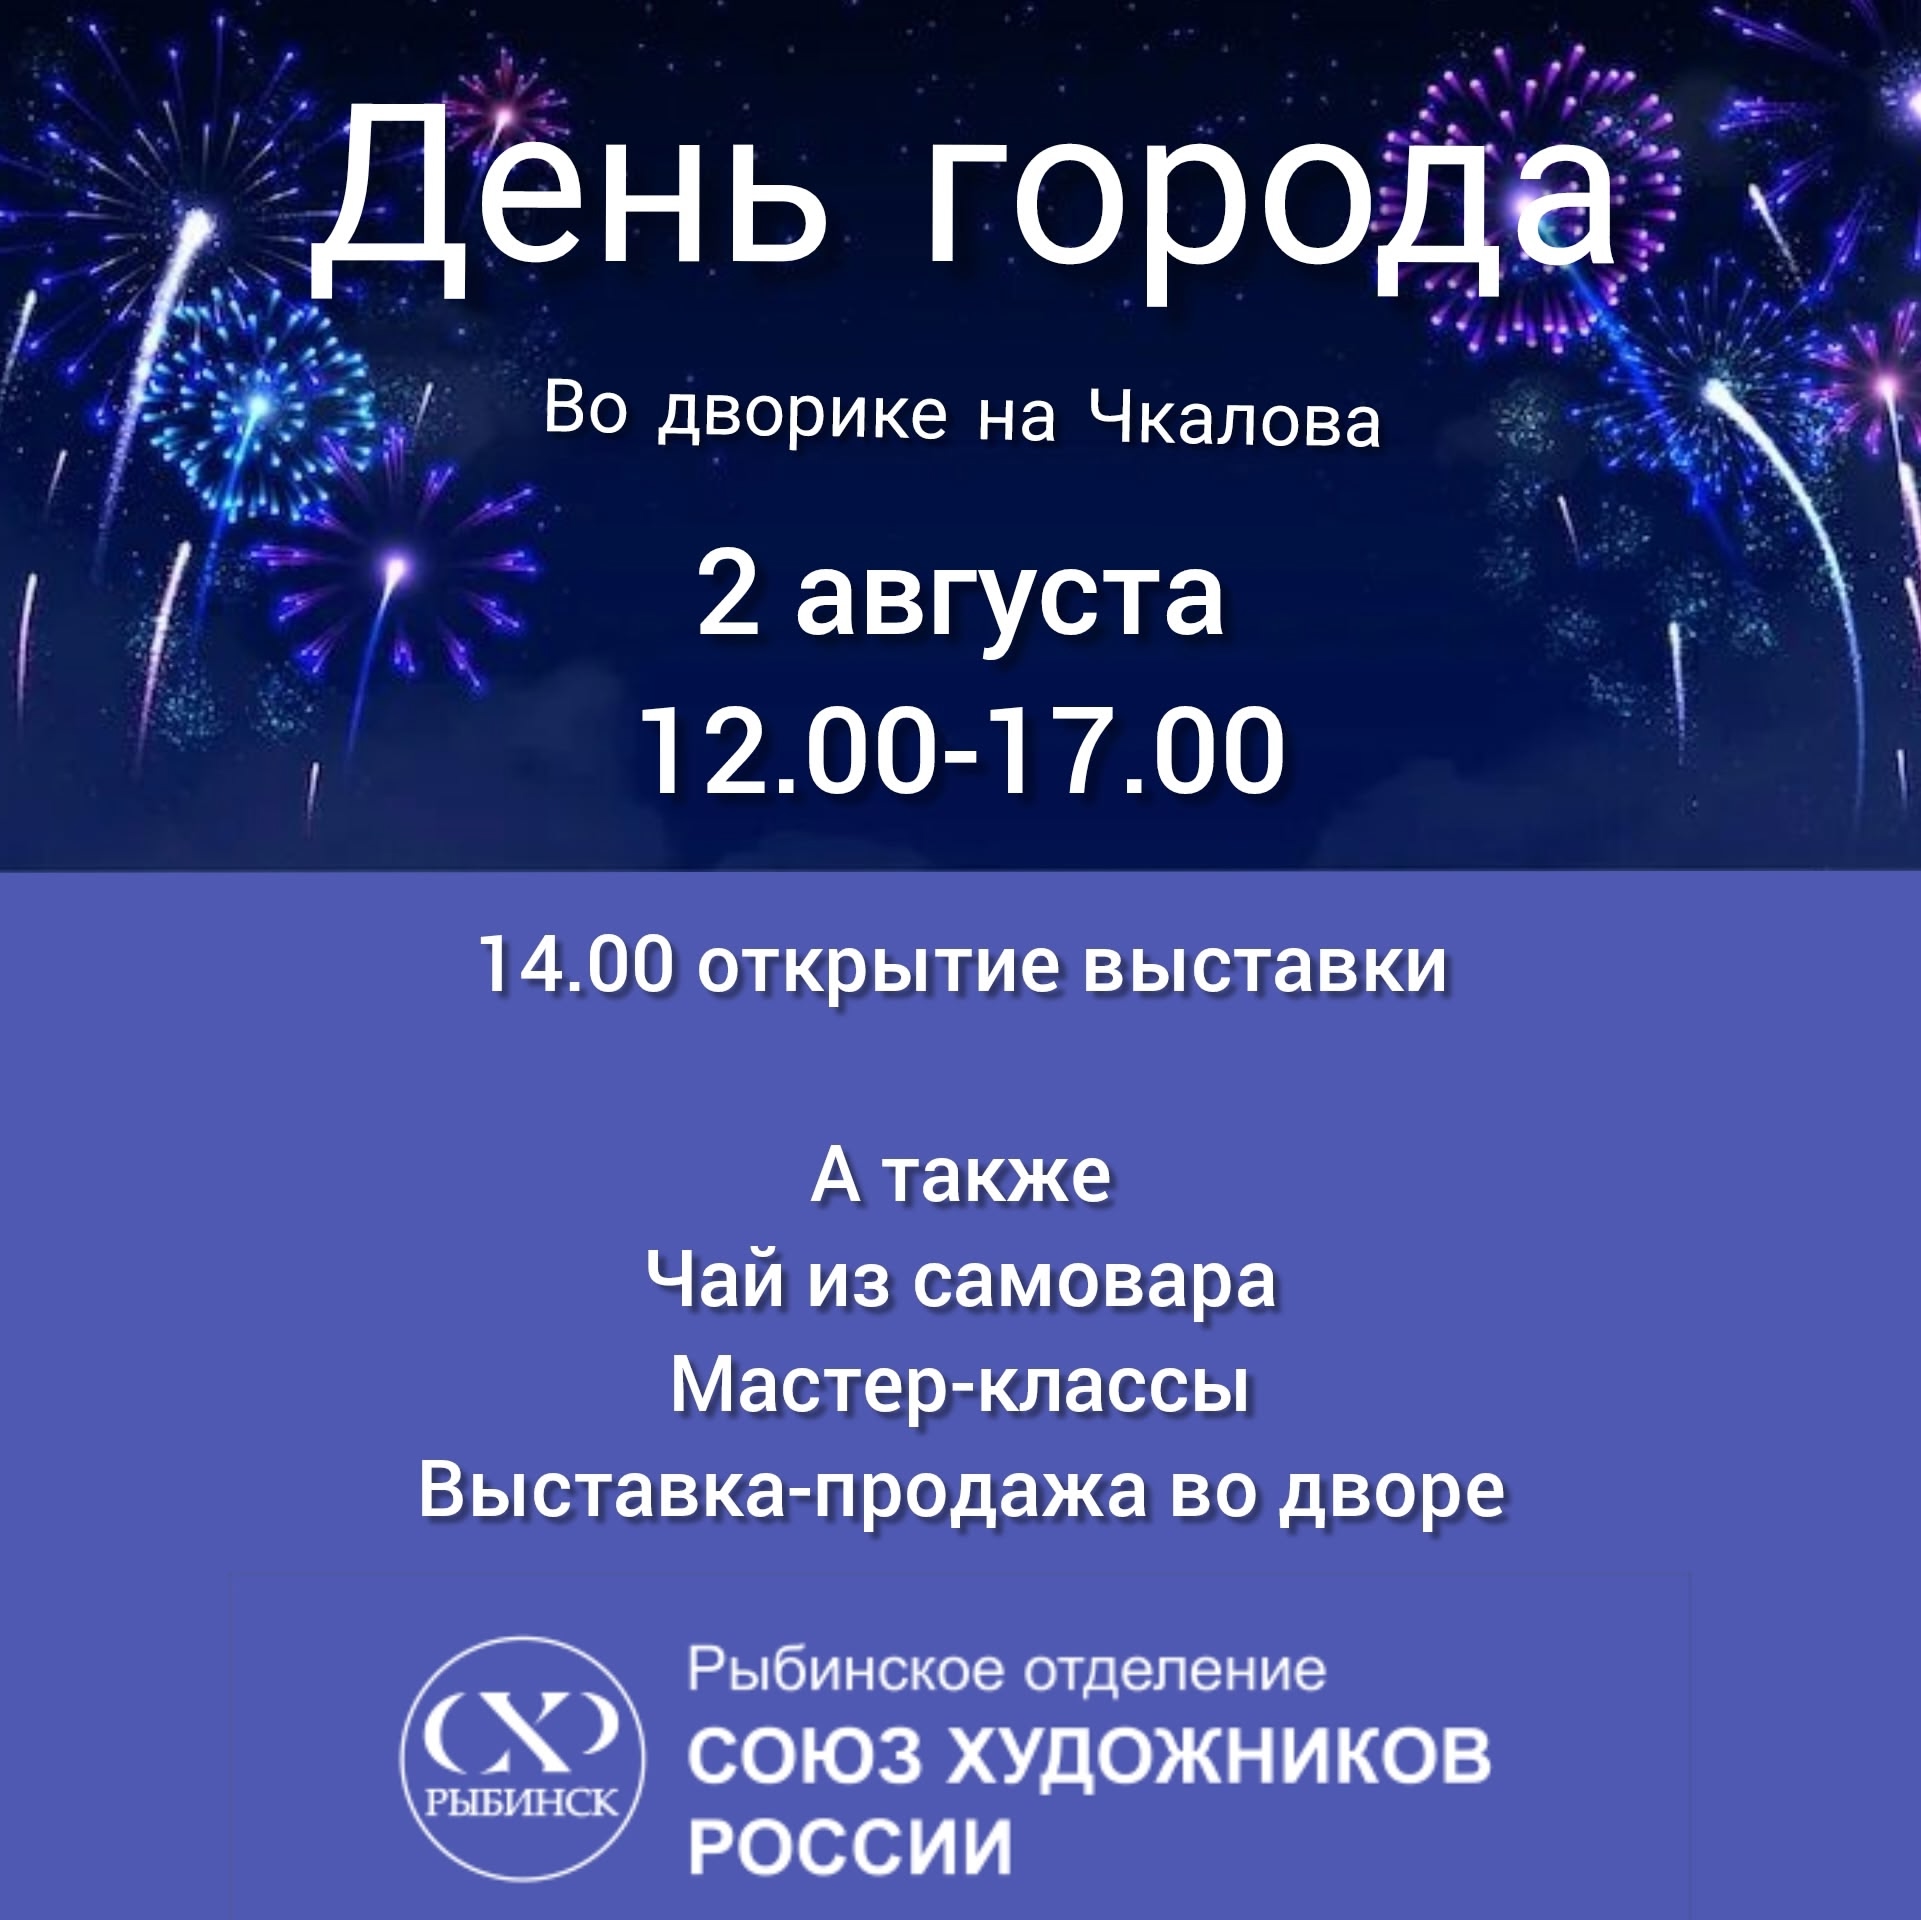 День города
Во дворике на Чкалова
2 августа
12.00-17.00
14.00 открытие выставки
А также
Чай из самовара
Мастер-классы
Выставка-продажа во дворе
СХР
РЫБИНСК
Рыбинское отделение
СОЮЗ ХУДОЖНИКОВ
РОССИИ